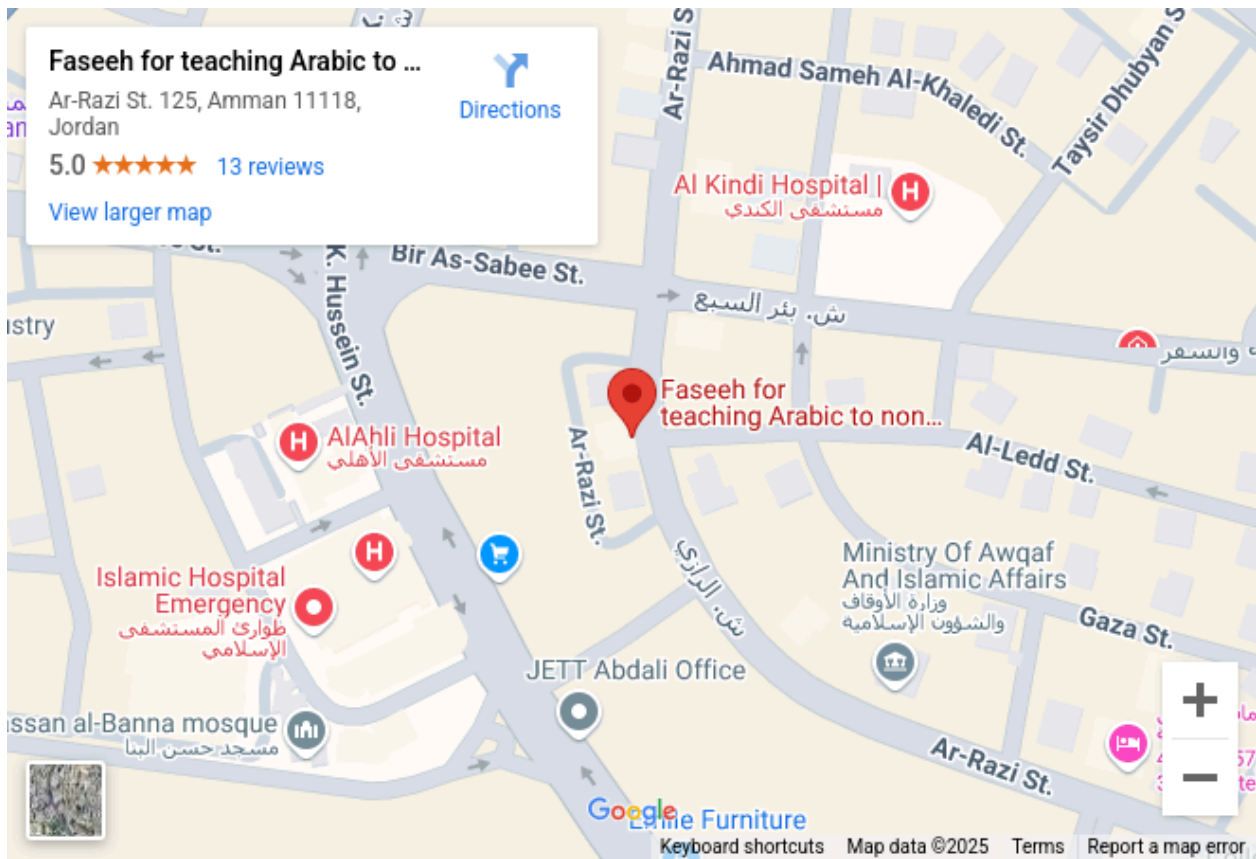 Faseeh for teaching Arabic to ...
Ar-Razi St. 125, Amman 11118,
Jordan
5.0
13 reviews
View larger map
Directions
Ar-Razi S
Ahmad Sameh Al-Khaledi St.
Taysir Dhubyan S
Al Kindi Hospital |
مستشفى الكندي
H
St.
K. Hussein St.
Bir As-Sabee St.
ش. بئر السبع
istry
والسفر
Faseeh for
teaching Arabic to non...
H
AlAhli Hospital
مستشفى الأهلي
Ar-Razi St.
Al-Ledd St.
H
Islamic Hospital
Emergency
طوارئ المستشفى
الإسلامي
ش. الرازي
Ministry Of Awqaf
And Islamic Affairs
وزارة الأوقاف
والشؤون الإسلامية
Gaza St.
JETT Abdali Office
assan al-Banna mosque
مسجد حسن البنا
Ar-Razi St.
Google
Emile Furniture
Keyboard shortcuts
Map data ©2025
Terms
Report a map error